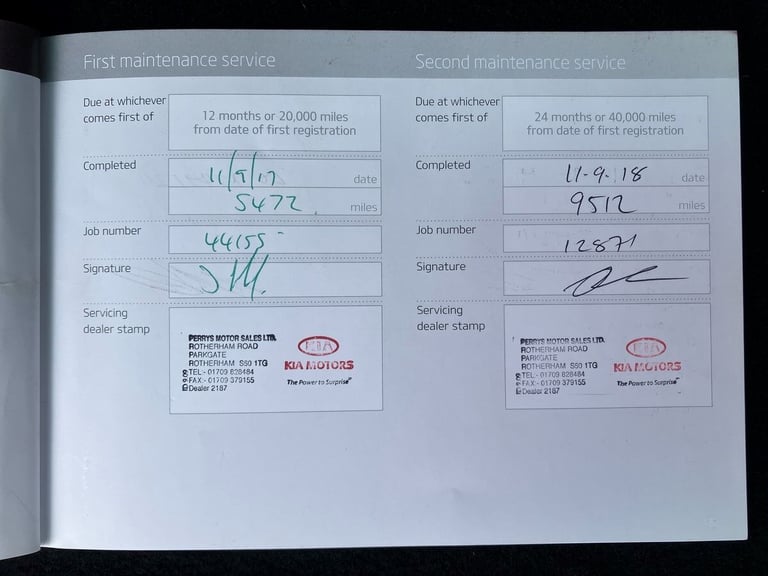 First maintenance service
Due at whichever
comes first of
12 months or 20,000 miles
from date of first registration
Completed
11/9/17
date
5472
miles
Job number
44155
Signature
Servicing
dealer stamp
PERRYS MOTOR SALES LTD.
ROTHERHAM ROAD
PARKGATE
ROTHERHAM S60 1TG
TEL:- 01709 828484
FAX:- 01709 379155
Dealer 2187
KIA
KIA MOTORS
The Power to Surprise™
Second maintenance service
Due at whichever
comes first of
24 months or 40,000 miles
from date of first registration
Completed
11-9-18
date
9512
miles
Job number
12871
Signature
Servicing
dealer stamp
PERRYS MOTOR SALES LTD.
ROTHERHAM ROAD
PARKGATE
ROTHERHAM S60 1TG
TEL:- 01709 828484
FAX:- 01709 379155
Dealer 2187
KIA
KIA MOTORS
The Power to Surprise™